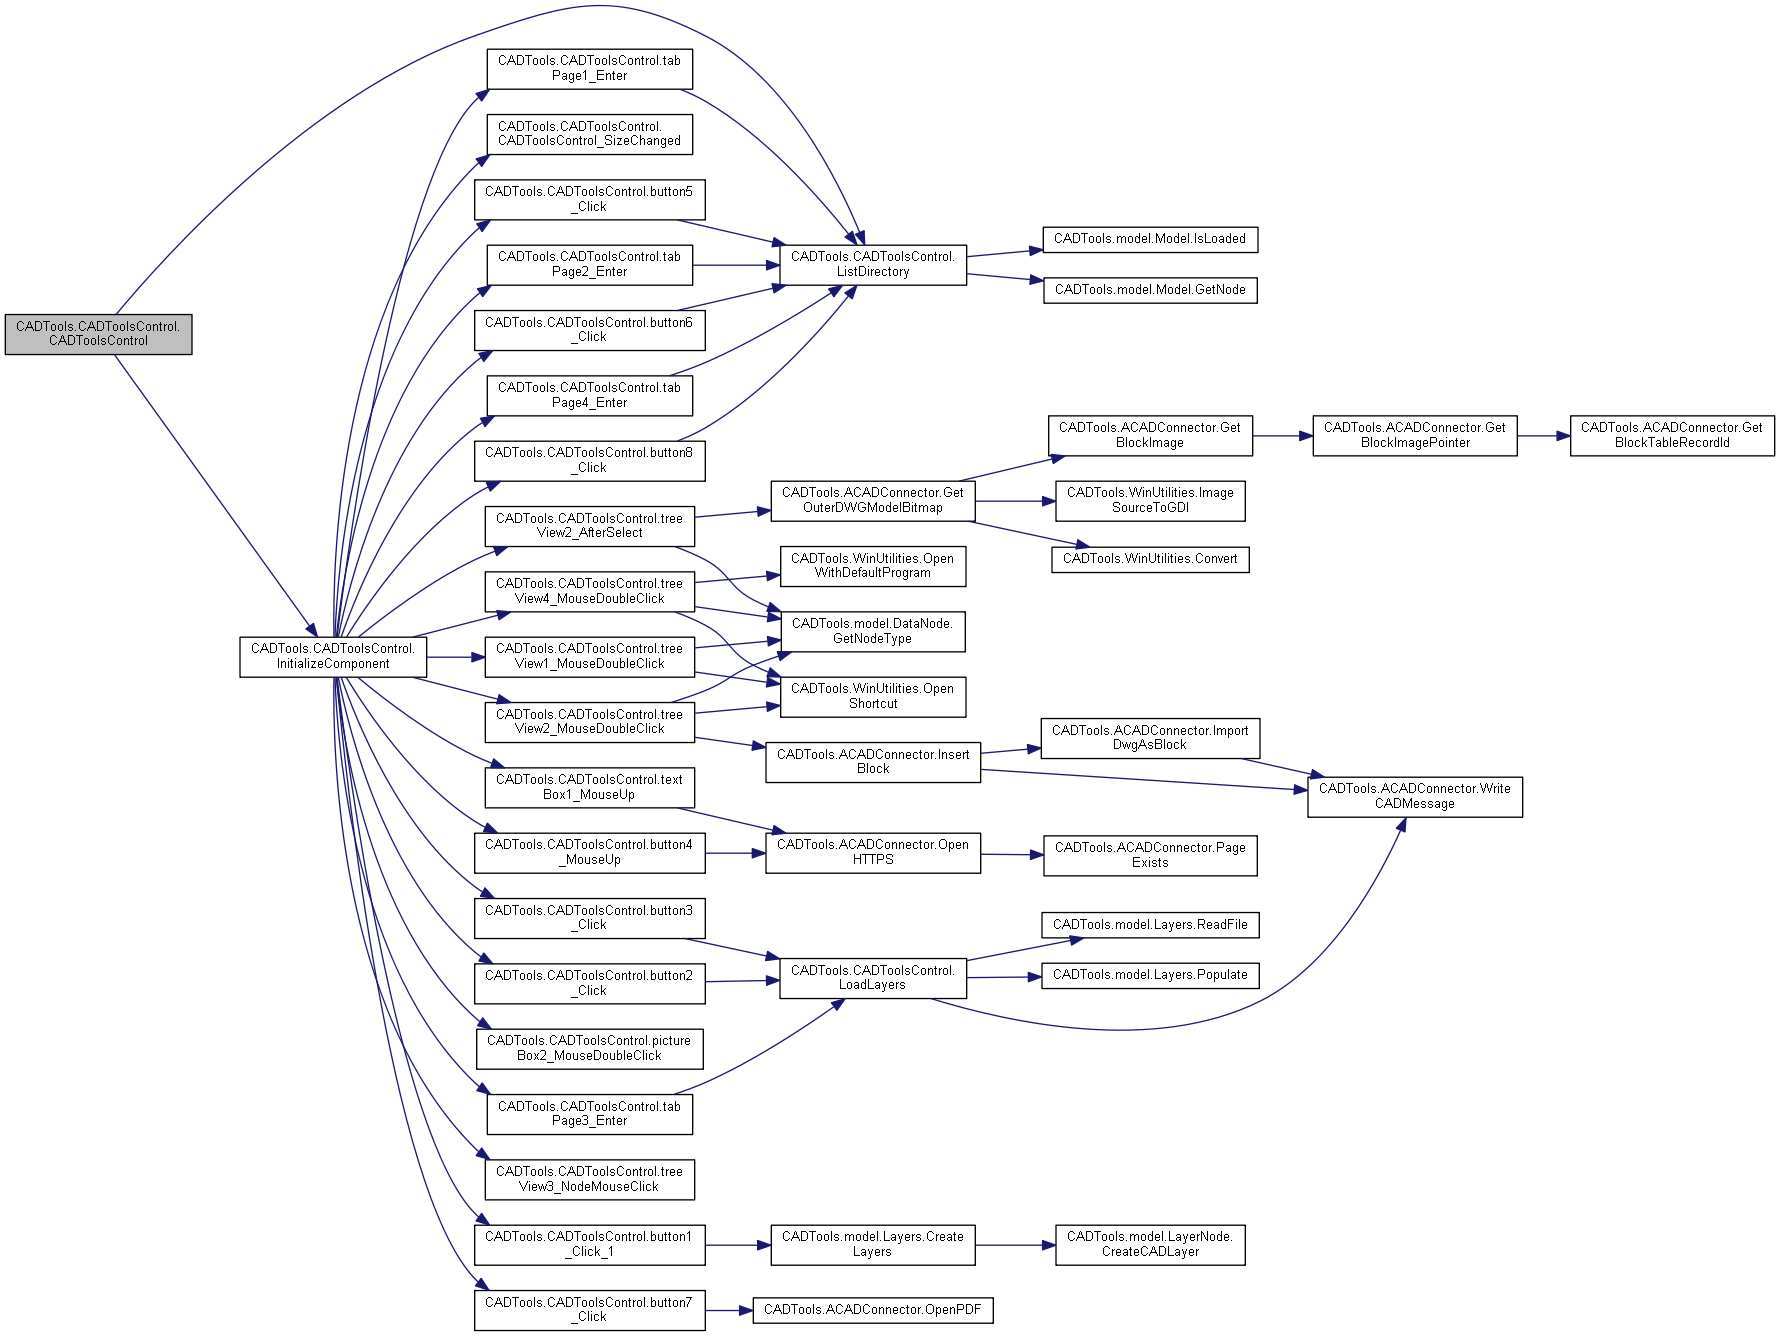 CADTools.CADToolsControl.
CADToolsControl
CADTools.CADToolsControl.
InitializeComponent
CADTools.CADToolsControl.tab
Page1_Enter
CADTools.CADToolsControl.
CADToolsControl_SizeChanged
CADTools.CADToolsControl.button5
_Click
CADTools.CADToolsControl.tab
Page2_Enter
CADTools.CADToolsControl.button6
_Click
CADTools.CADToolsControl.tab
Page4_Enter
CADTools.CADToolsControl.button8
_Click
CADTools.CADToolsControl.tree
View2_AfterSelect
CADTools.CADToolsControl.tree
View4_MouseDoubleClick
CADTools.CADToolsControl.tree
View1_MouseDoubleClick
CADTools.CADToolsControl.tree
View2_MouseDoubleClick
CADTools.CADToolsControl.text
Box1_MouseUp
CADTools.CADToolsControl.button4
_MouseUp
CADTools.CADToolsControl.button3
_Click
CADTools.CADToolsControl.button2
_Click
CADTools.CADToolsControl.picture
Box2_MouseDoubleClick
CADTools.CADToolsControl.tab
Page3_Enter
CADTools.CADToolsControl.tree
View3_NodeMouseClick
CADTools.CADToolsControl.button1
_Click_1
CADTools.CADToolsControl.button7
_Click
CADTools.CADToolsControl.
ListDirectory
CADTools.ACADConnector.Get
OuterDWGModelBitmap
CADTools.WinUtilities.Open
WithDefaultProgram
CADTools.model.DataNode.
GetNodeType
CADTools.WinUtilities.Open
Shortcut
CADTools.ACADConnector.Insert
Block
CADTools.ACADConnector.Open
HTTPS
CADTools.CADToolsControl.
LoadLayers
CADTools.model.Layers.Create
Layers
CADTools.ACADConnector.OpenPDF
CADTools.model.Model.IsLoaded
CADTools.model.Model.GetNode
CADTools.ACADConnector.Get
BlockImage
CADTools.WinUtilities.Image
SourceToGDI
CADTools.WinUtilities.Convert
CADTools.ACADConnector.Import
DwgAsBlock
CADTools.ACADConnector.Page
Exists
CADTools.model.Layers.ReadFile
CADTools.model.Layers.Populate
CADTools.model.LayerNode.
CreateCADLayer
CADTools.ACADConnector.Get
BlockImagePointer
CADTools.ACADConnector.Write
CADMessage
CADTools.ACADConnector.Get
BlockTableRecordId